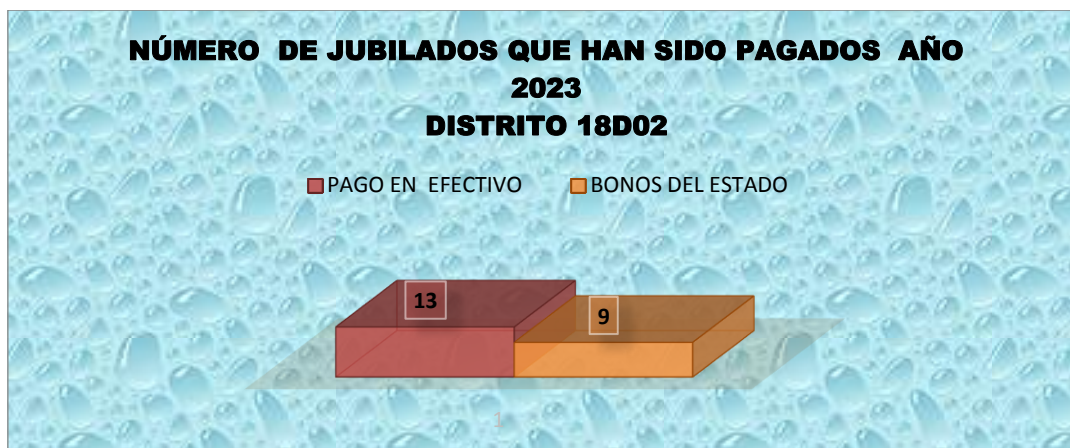 NÚMERO DE JUBILADOS QUE HAN SIDO PAGADOS AÑO
2023
DISTRITO 18D02
PAGO EN EFECTIVO BONOS DEL ESTADO
13
9
1